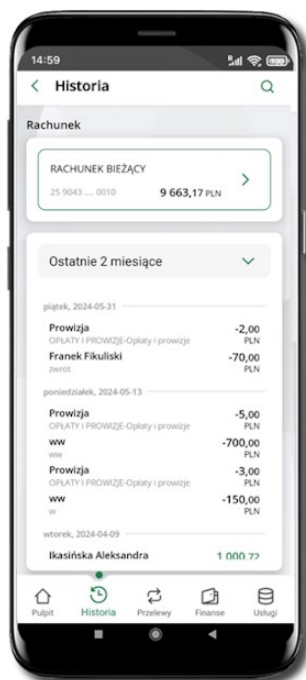 14:59
Historia
Rachunek
RACHUNEK BIEŻĄCY
25 9043 .... 0010 9 663,17 PLN
Ostatnie 2 miesiące
piątek, 2024-05-31
Prowizja -2,00
OPŁATY I PROWIZJE-Opłaty i prowizje PLN
Franek Fikuliski -70,00
zwrot PLN
poniedziałek, 2024-05-13
Prowizja -5,00
OPŁATY I PROWIZJE-Opłaty i prowizje PLN
ww -700,00
ww PLN
Prowizja -3,00
OPŁATY I PROWIZJE-Opłaty i prowizje PLN
ww -150,00
w PLN
wtorek, 2024-04-09
Ikasińska Aleksandra 1 000,72
Pulpit Historia Przelewy Finanse Usługi